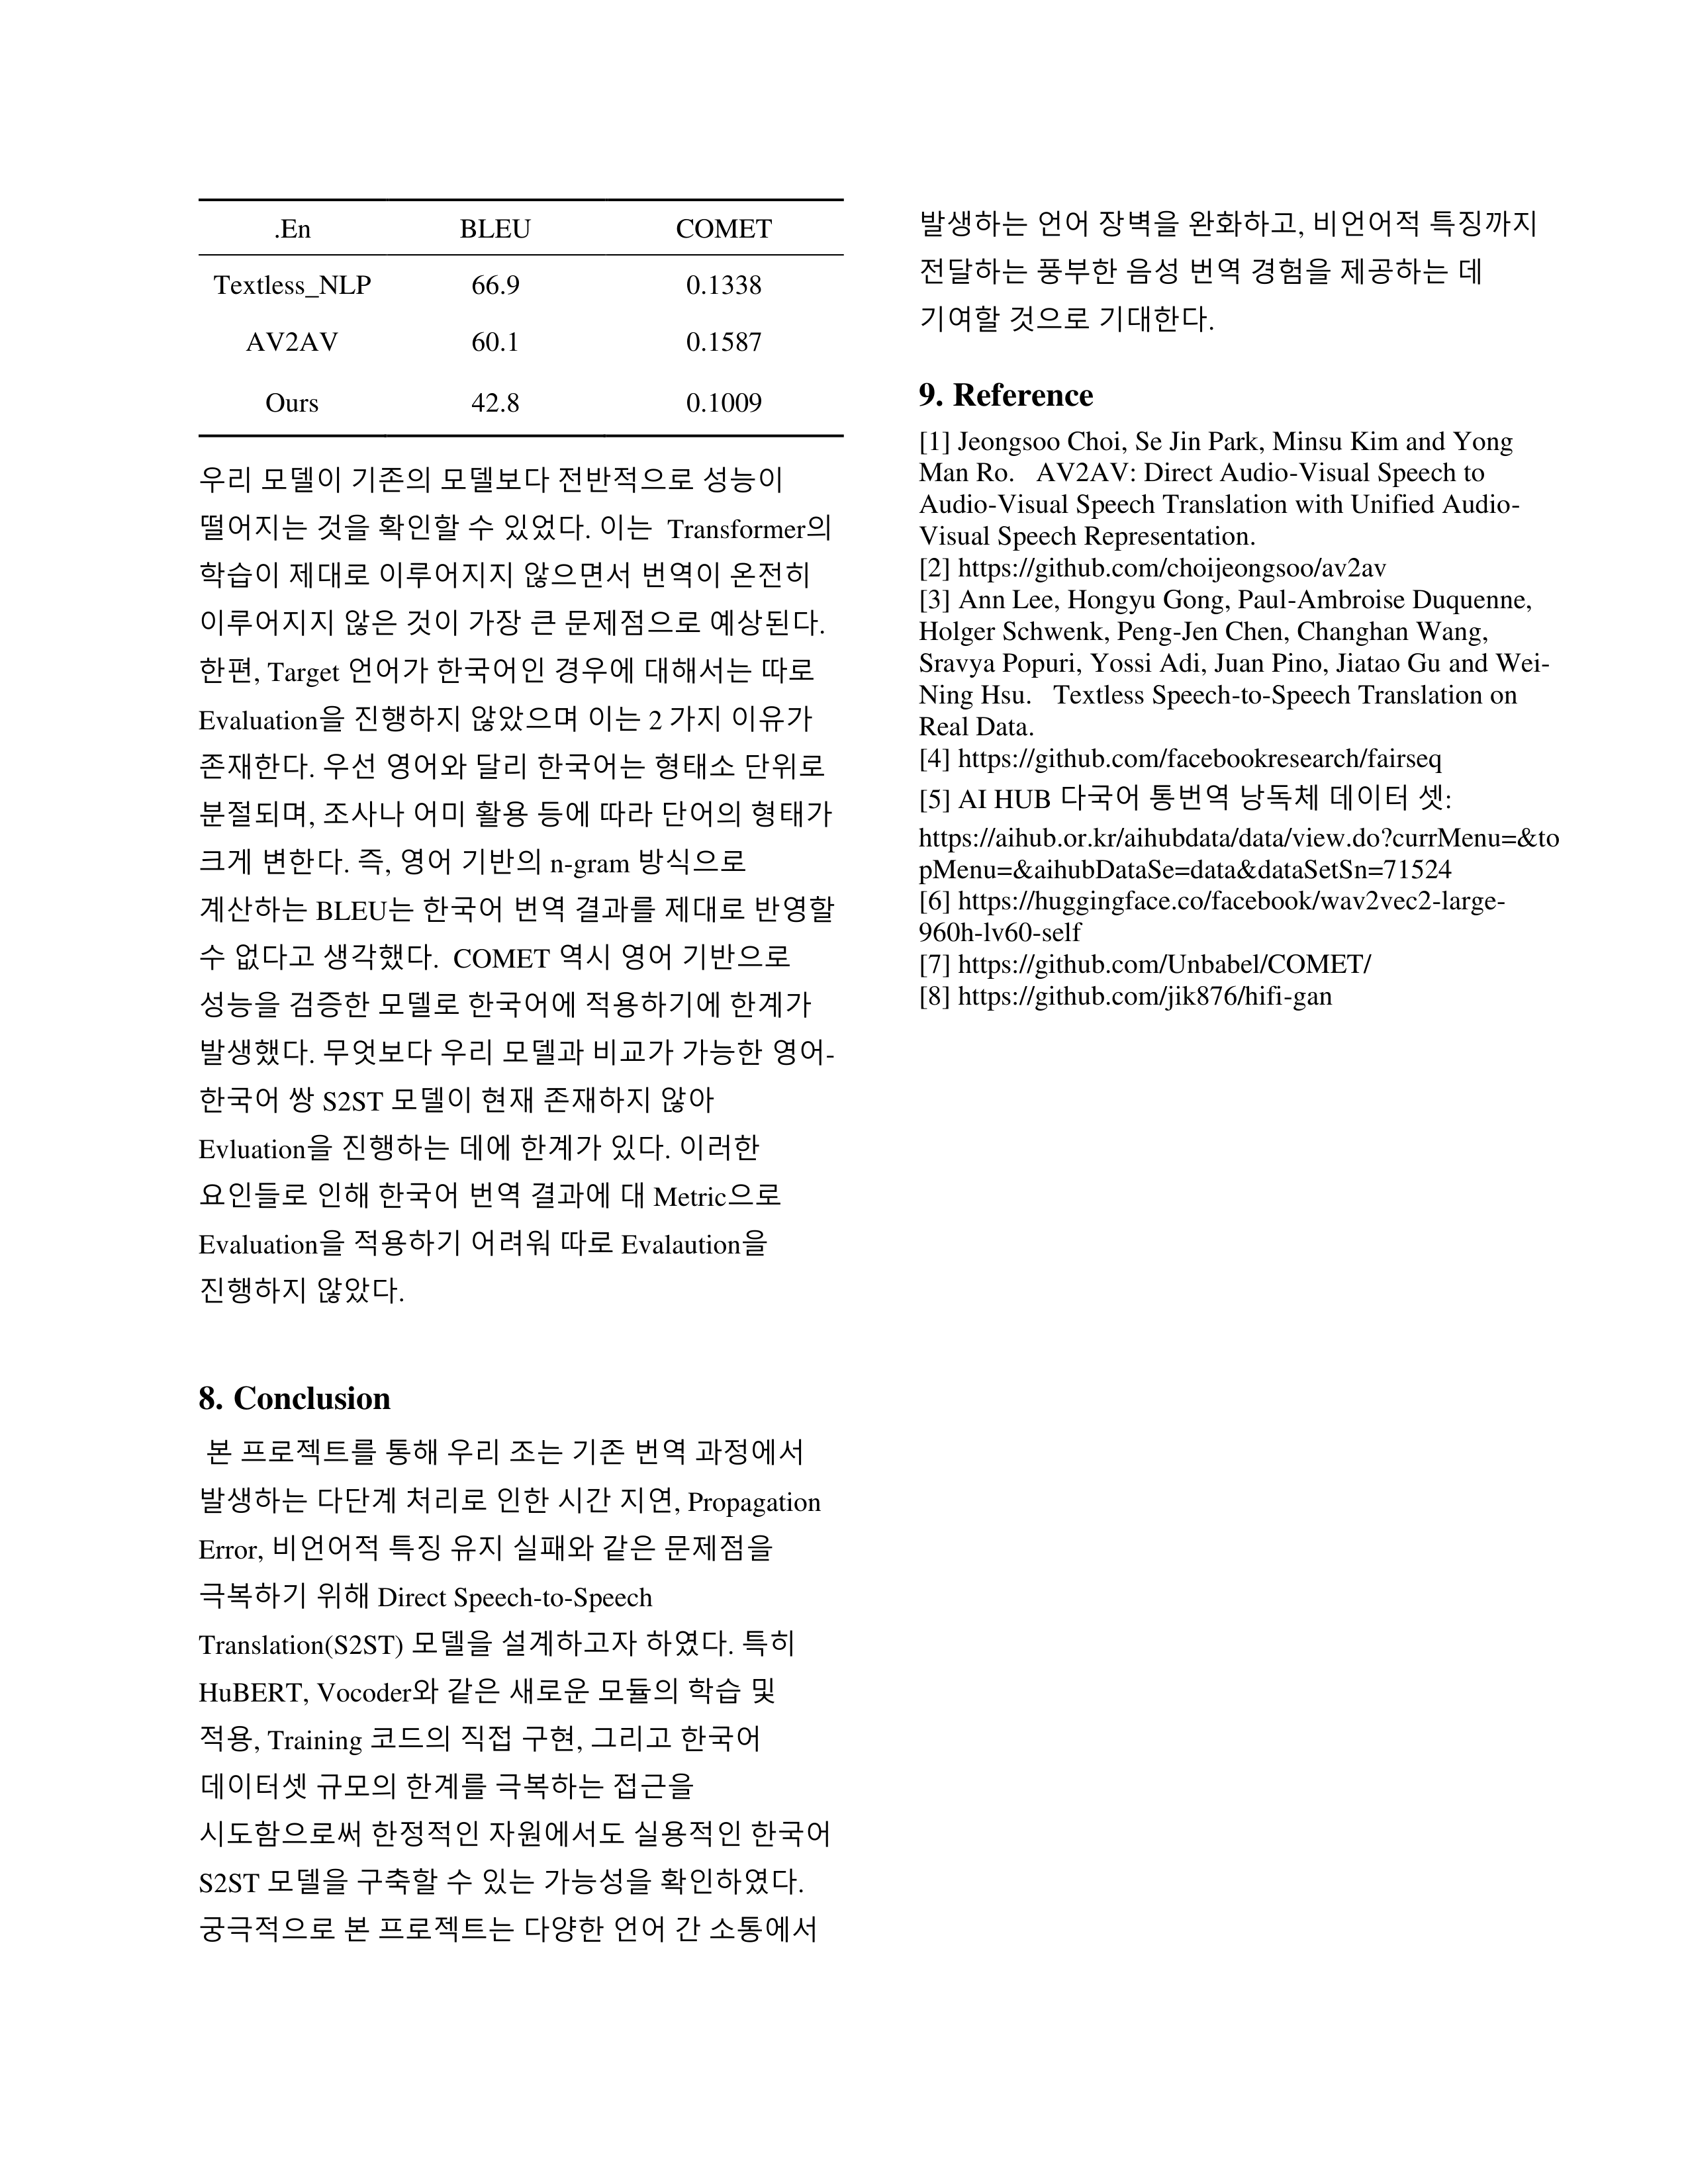 .En BLEU COMET
Textless_NLP 66.9 0.1338
AV2AV 60.1 0.1587
Ours 42.8 0.1009
우리 모델이 기존의 모델보다 전반적으로 성능이
떨어지는 것을 확인할 수 있었다. 이는 Transformer의
학습이 제대로 이루어지지 않으면서 번역이 온전히
이루어지지 않은 것이 가장 큰 문제점으로 예상된다.
한편, Target 언어가 한국어인 경우에 대해서는 따로
Evaluation을 진행하지 않았으며 이는 2 가지 이유가
존재한다. 우선 영어와 달리 한국어는 형태소 단위로
분절되며, 조사나 어미 활용 등에 따라 단어의 형태가
크게 변한다. 즉, 영어 기반의 n-gram 방식으로
계산하는 BLEU는 한국어 번역 결과를 제대로 반영할
수 없다고 생각했다. COMET 역시 영어 기반으로
성능을 검증한 모델로 한국어에 적용하기에 한계가
발생했다. 무엇보다 우리 모델과 비교가 가능한 영어-
한국어 쌍 S2ST 모델이 현재 존재하지 않아
Evluation을 진행하는 데에 한계가 있다. 이러한
요인들로 인해 한국어 번역 결과에 대 Metric으로
Evaluation을 적용하기 어려워 따로 Evalaution을
진행하지 않았다.
8. Conclusion
본 프로젝트를 통해 우리 조는 기존 번역 과정에서
발생하는 다단계 처리로 인한 시간 지연, Propagation
Error, 비언어적 특징 유지 실패와 같은 문제점을
극복하기 위해 Direct Speech-to-Speech
Translation(S2ST) 모델을 설계하고자 하였다. 특히
HuBERT, Vocoder와 같은 새로운 모듈의 학습 및
적용, Training 코드의 직접 구현, 그리고 한국어
데이터셋 규모의 한계를 극복하는 접근을
시도함으로써 한정적인 자원에서도 실용적인 한국어
S2ST 모델을 구축할 수 있는 가능성을 확인하였다.
궁극적으로 본 프로젝트는 다양한 언어 간 소통에서
발생하는 언어 장벽을 완화하고, 비언어적 특징까지
전달하는 풍부한 음성 번역 경험을 제공하는 데
기여할 것으로 기대한다.
9. Reference
[1] Jeongsoo Choi, Se Jin Park, Minsu Kim and Yong
Man Ro. AV2AV: Direct Audio-Visual Speech to
Audio-Visual Speech Translation with Unified Audio-
Visual Speech Representation.
[2] https://github.com/choijeongsoo/av2av
[3] Ann Lee, Hongyu Gong, Paul-Ambroise Duquenne,
Holger Schwenk, Peng-Jen Chen, Changhan Wang,
Sravya Popuri, Yossi Adi, Juan Pino, Jiatao Gu and Wei-
Ning Hsu. Textless Speech-to-Speech Translation on
Real Data.
[4] https://github.com/facebookresearch/fairseq
[5] AI HUB 다국어 통번역 낭독체 데이터 셋:
https://aihub.or.kr/aihubdata/data/view.do?currMenu=&to
pMenu=&aihubDataSe=data&dataSetSn=71524
[6] https://huggingface.co/facebook/wav2vec2-large-
960h-lv60-self
[7] https://github.com/Unbabel/COMET/
[8] https://github.com/jik876/hifi-gan